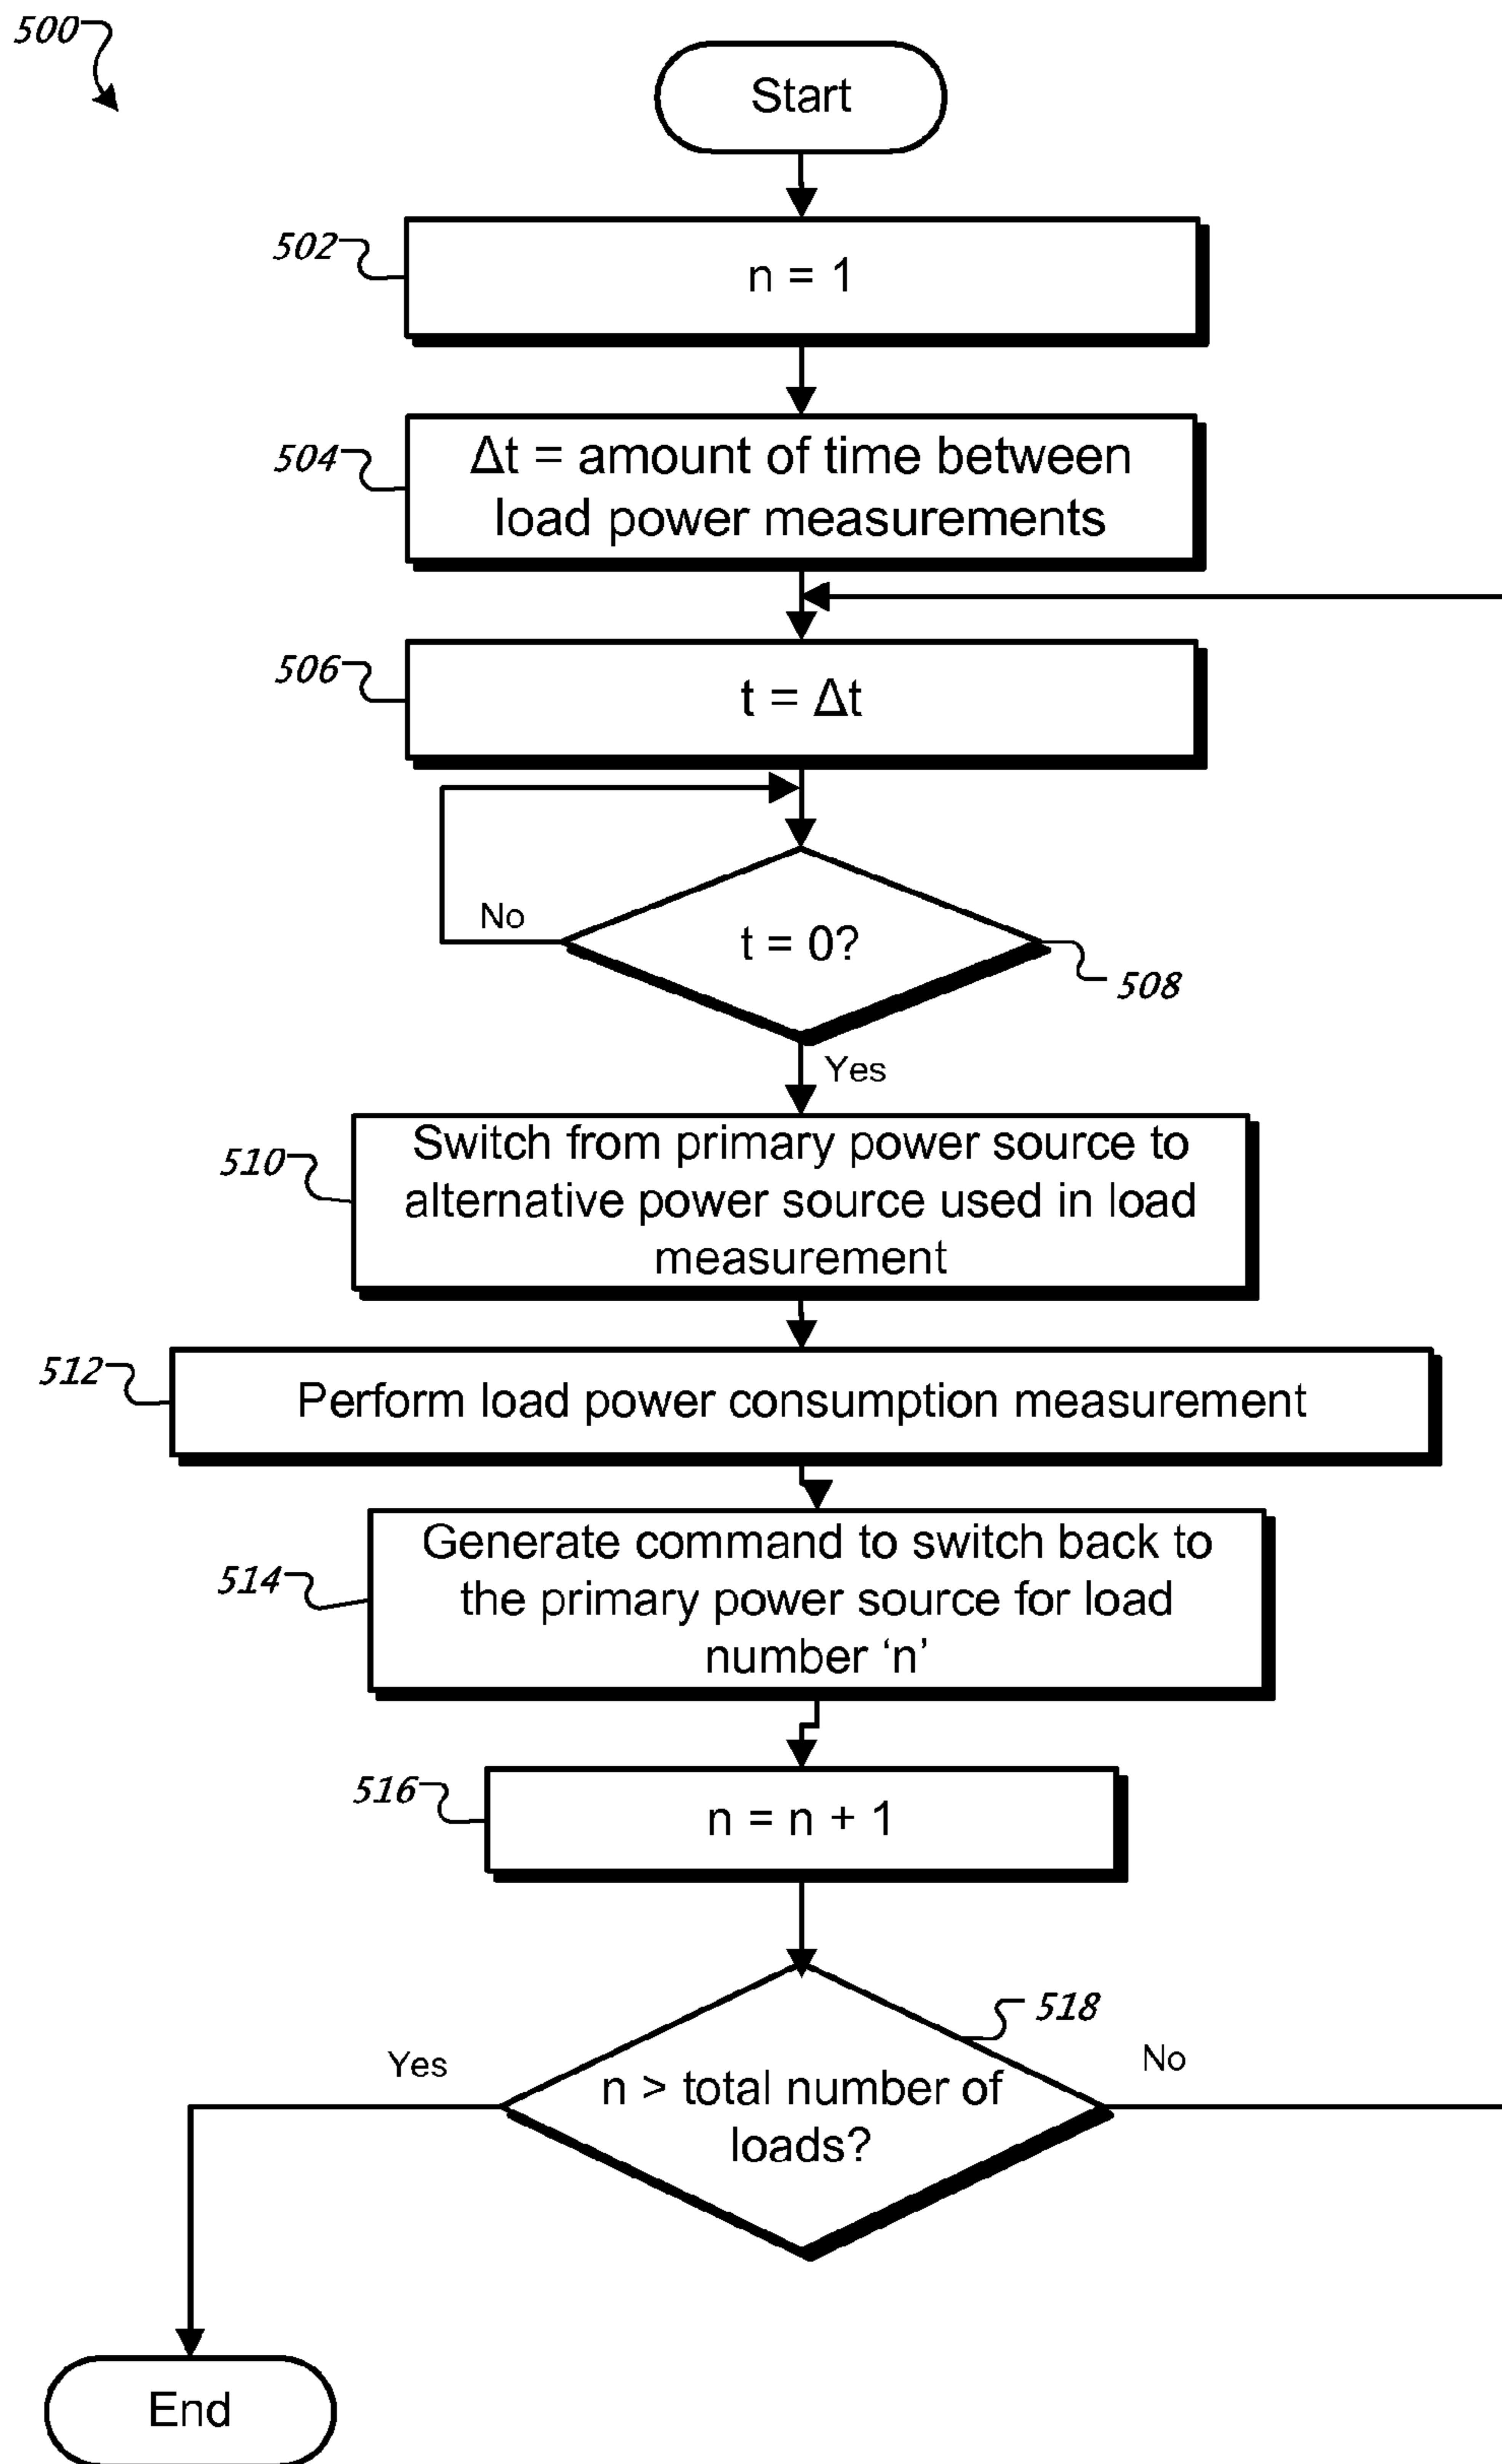 500
Start
502
n = 1
504
Δt = amount of time between
load power measurements
506
t = Δt
No
t = 0?
508
Yes
510
Switch from primary power source to
alternative power source used in load
measurement
512
Perform load power consumption measurement
514
Generate command to switch back to
the primary power source for load
number ‘n’
516
n = n + 1
518
Yes
No
n > total number of
loads?
End